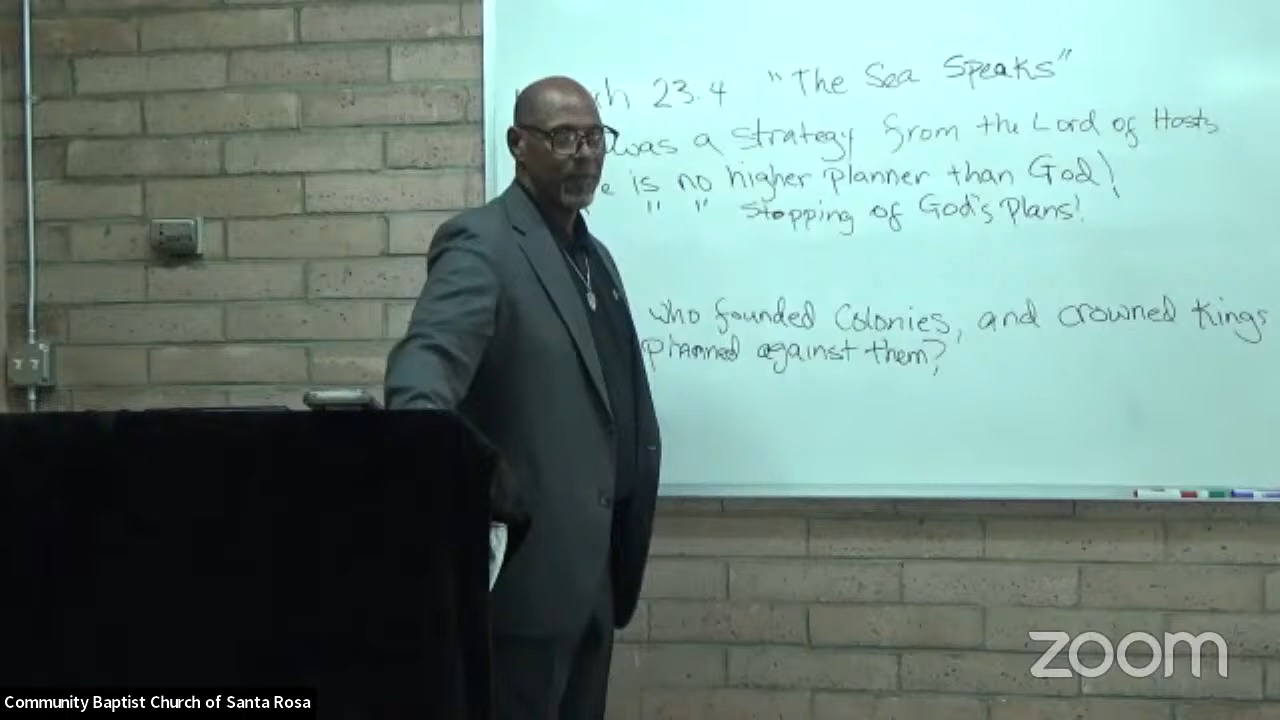 23.4 "The Sea Speaks"
was a strategy from the Lord of Hosts
is no higher planner than God!
" " stopping of God's Plans!
who founded Colonies, and crowned Kings
planned against them?
zoom
Community Baptist Church of Santa Rosa